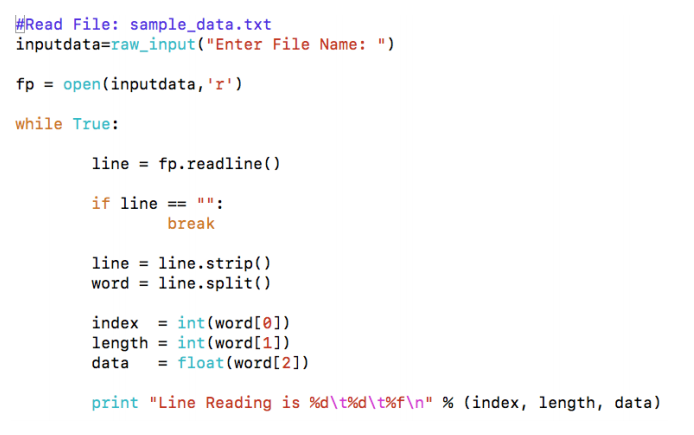 #Read File: sample_data.txt
inputdata=raw_input("Enter File Name: ")
fp = open(inputdata,'r')
while True:
line = fp.readline()
if line == "":
break
line = line.strip()
word = line.split()
index  = int(word[0])
length = int(word[1])
data   = float(word[2])
print "Line Reading is %d\t%d\t%f\n" % (index, length, data)